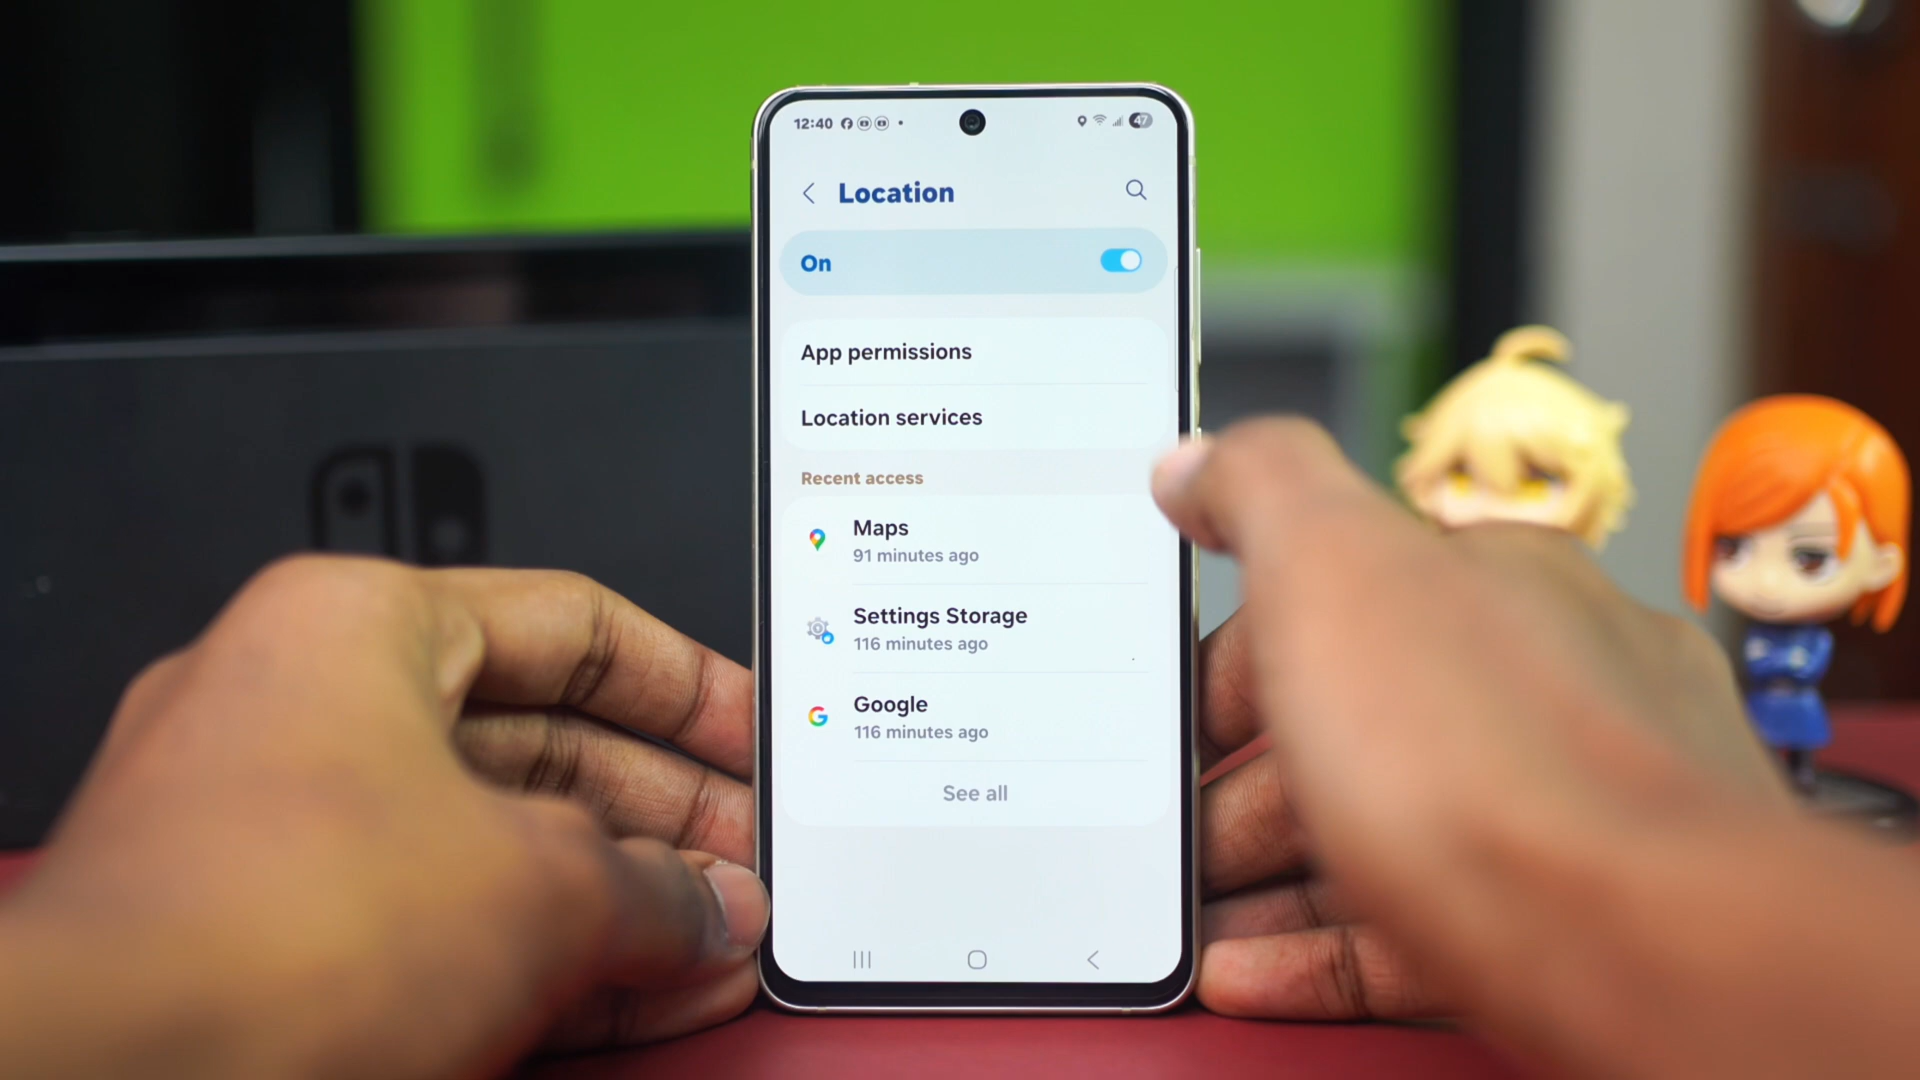 12:40
47
Location
On
App permissions
Location services
Recent access
Maps
91 minutes ago
Settings Storage
116 minutes ago
Google
116 minutes ago
See all